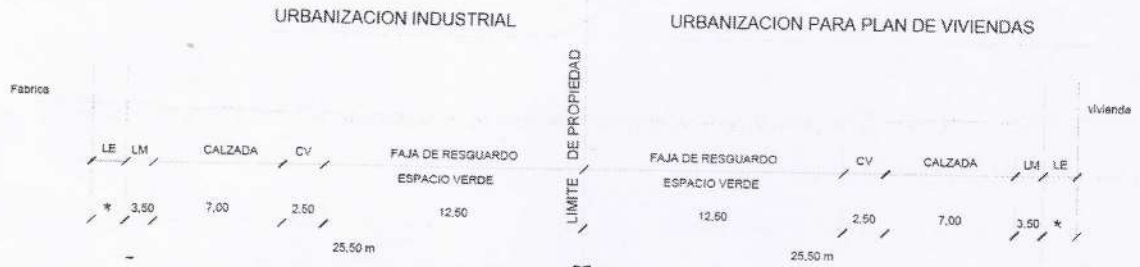 URBANIZACION INDUSTRIAL
URBANIZACION PARA PLAN DE VIVIENDAS
Fabrica
LIMITE DE PROPIEDAD
Vivienda
LE LM CALZADA CV FAJA DE RESGUARDO
ESPACIO VERDE
* 3,50 7,00 2.50 12.50
25,50 m
FAJA DE RESGUARDO CV CALZADA LM LE
ESPACIO VERDE
12,50 2,50 7,00 3,50 *
25,50 m